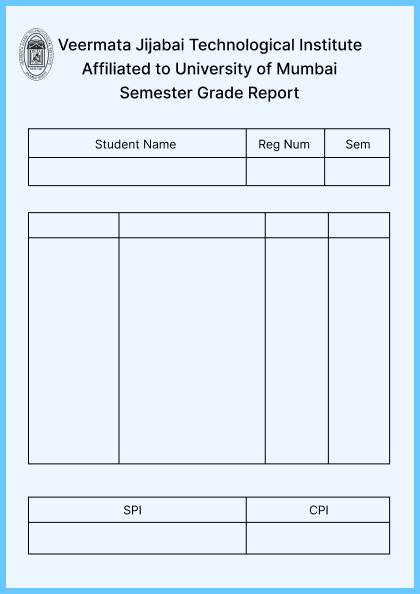 Veermata Jijabai Technological Institute
Affiliated to University of Mumbai
Semester Grade Report
Student Name Reg Num Sem
SPI CPI